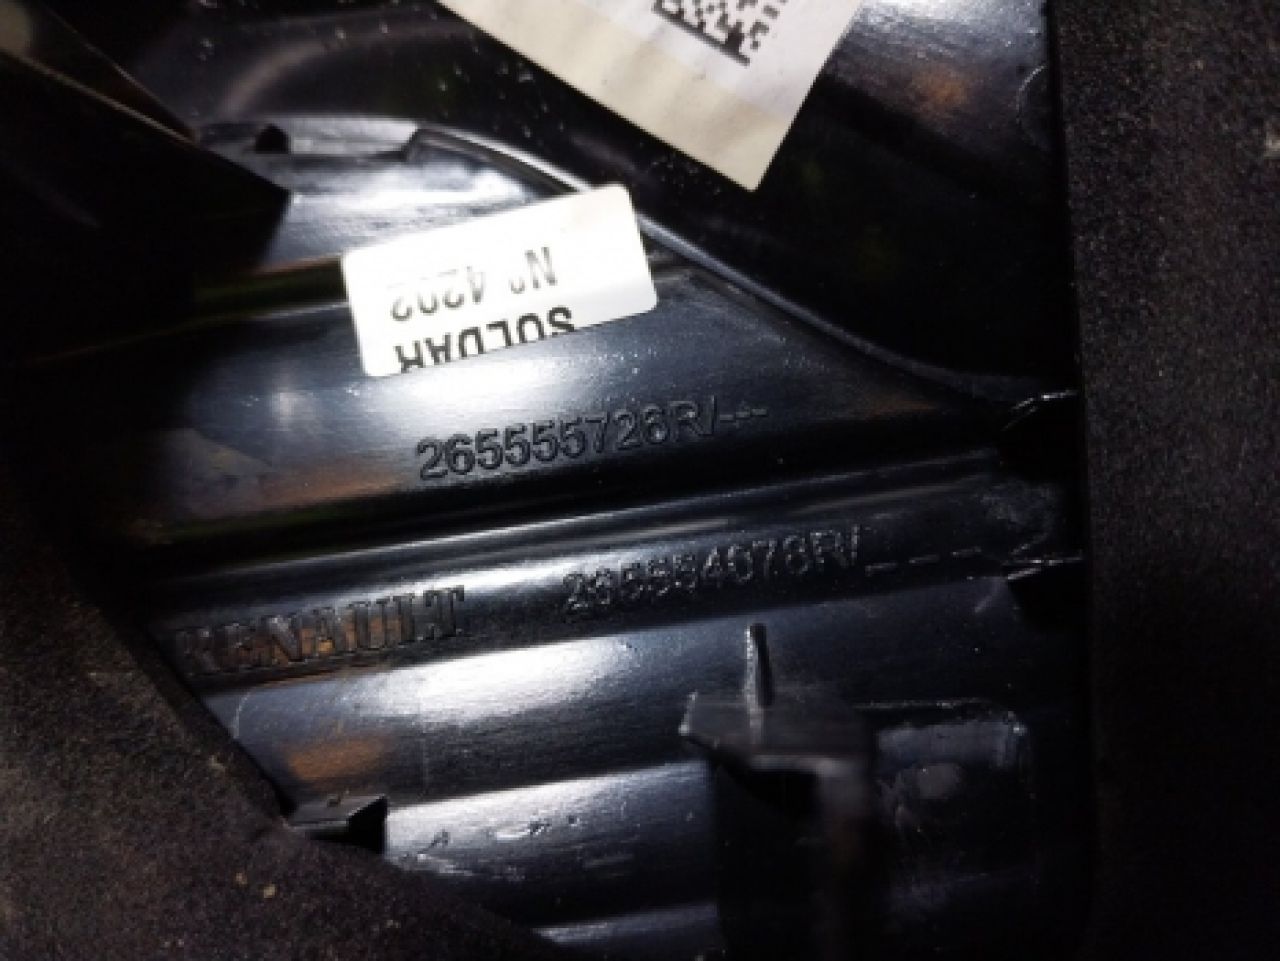 SOLDAR
Nº 4202
265555726R/--
RENAULT 265554076R/_ _ - -